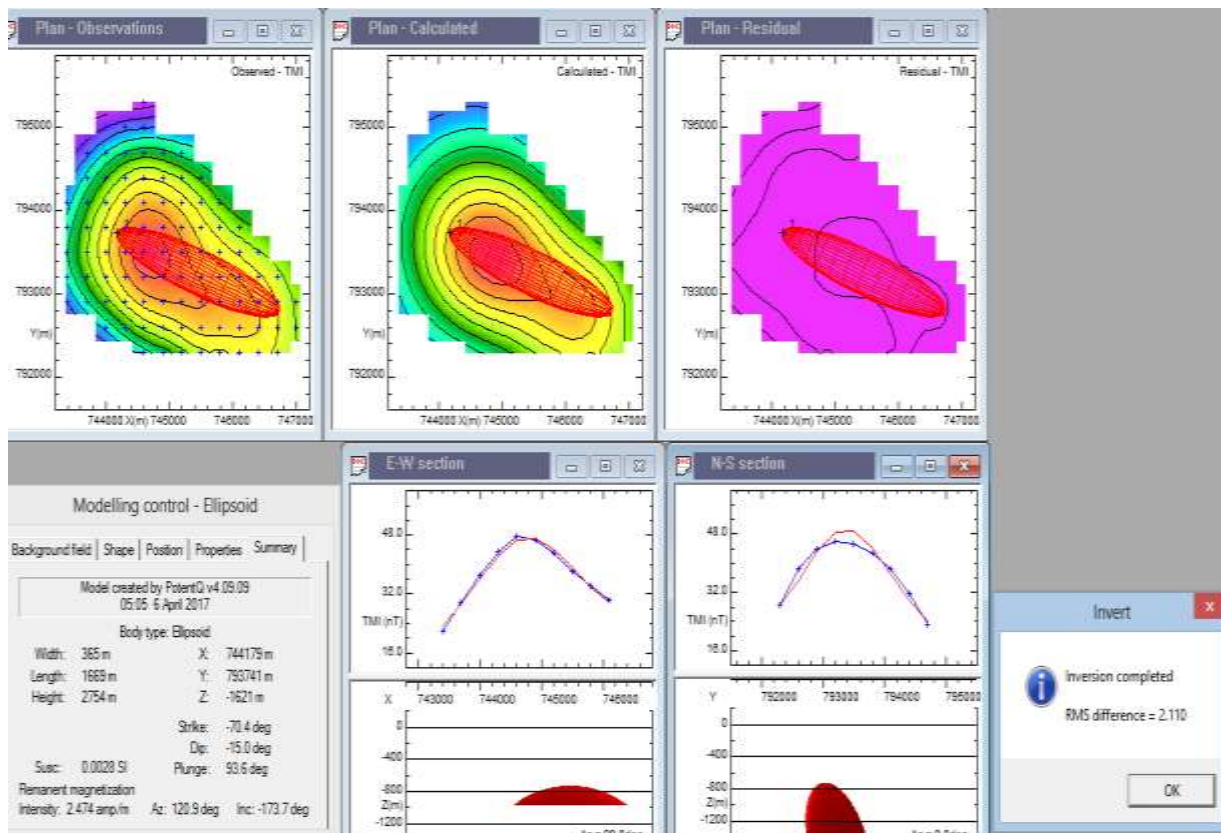 Plan - Observations
Plan - Calculated
Plan - Residual
Observed - TMI
Calculated - TMI
Residual - TMI
795000
794000
793000
Y(m)
792000
744000 X(m) 745000 746000 747000
795000
794000
793000
Y(m)
792000
744000 X(m) 745000 746000 747000
795000
794000
793000
Y(m)
792000
744000 X(m) 745000 746000 747000
Modelling control - Ellipsoid
Background field Shape Position Properties Summary
Model created by PotentQ v4.09.09
05:05 6 April 2017
Body type: Ellipsoid
Width: 365 m X: 744179 m
Length: 1669 m Y: 793741 m
Height: 2754 m Z: -1621 m
Strike: -70.4 deg
Dip: -15.0 deg
Susc: 0.0028 SI Plunge: 93.6 deg
Remanent magnetization
Intensity: 2.474 amp/m Az: 120.9 deg Inc: -173.7 deg
E-W section
48.0
32.0
TMI (nT)
16.0
X 743000 744000 745000 746000
0
-400
-800
Z(m)
-1200
N-S section
48.0
32.0
TMI (nT)
16.0
Y 792000 793000 794000 795000
0
-400
-800
Z(m)
-1200
Invert
Inversion completed
RMS difference = 2.110
OK